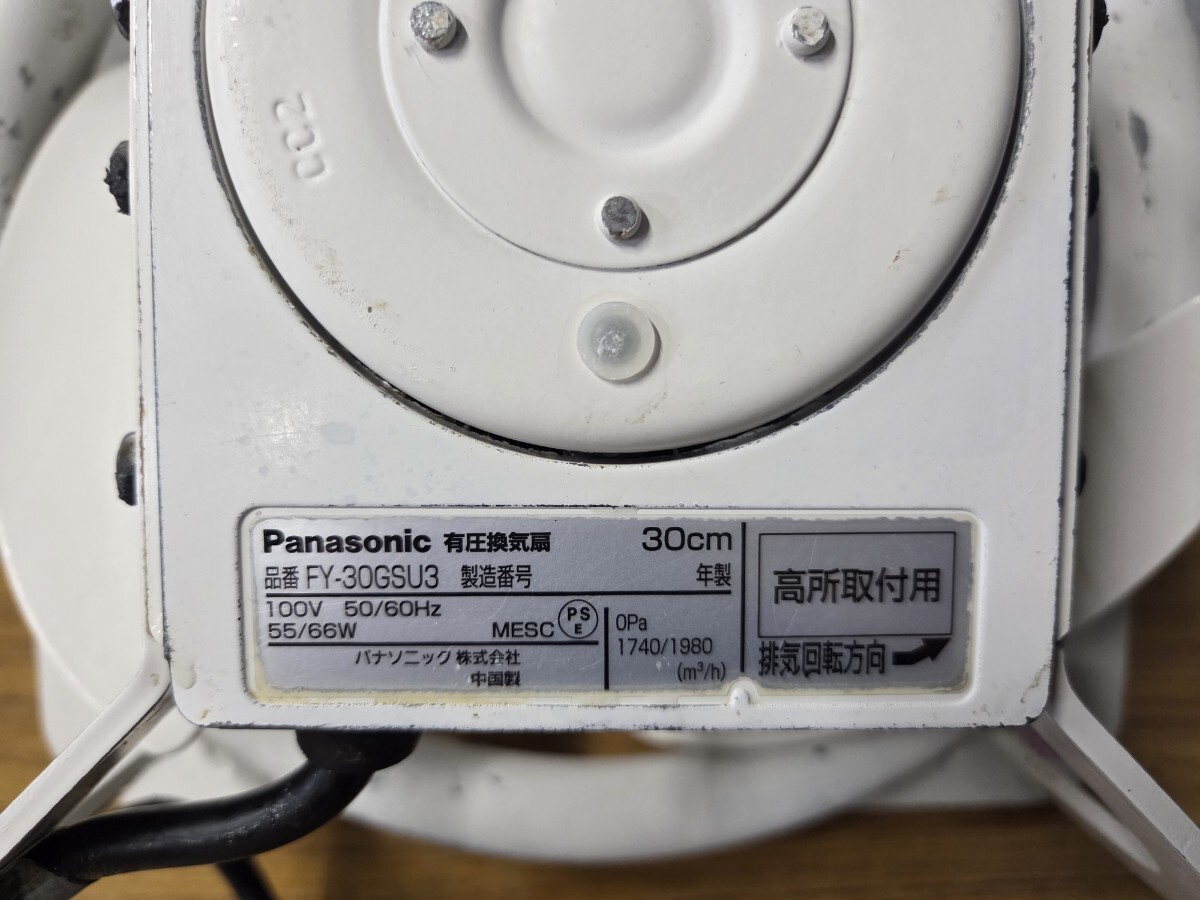 CC2
Panasonic 有圧換気扇 30cm
品番 FY-30GSU3 製造番号 年製
100V 50/60Hz
55/66W MESC PSE
パナソニック株式会社
中国製
0Pa
1740/1980
(m³/h)
高所取付用
排気回転方向